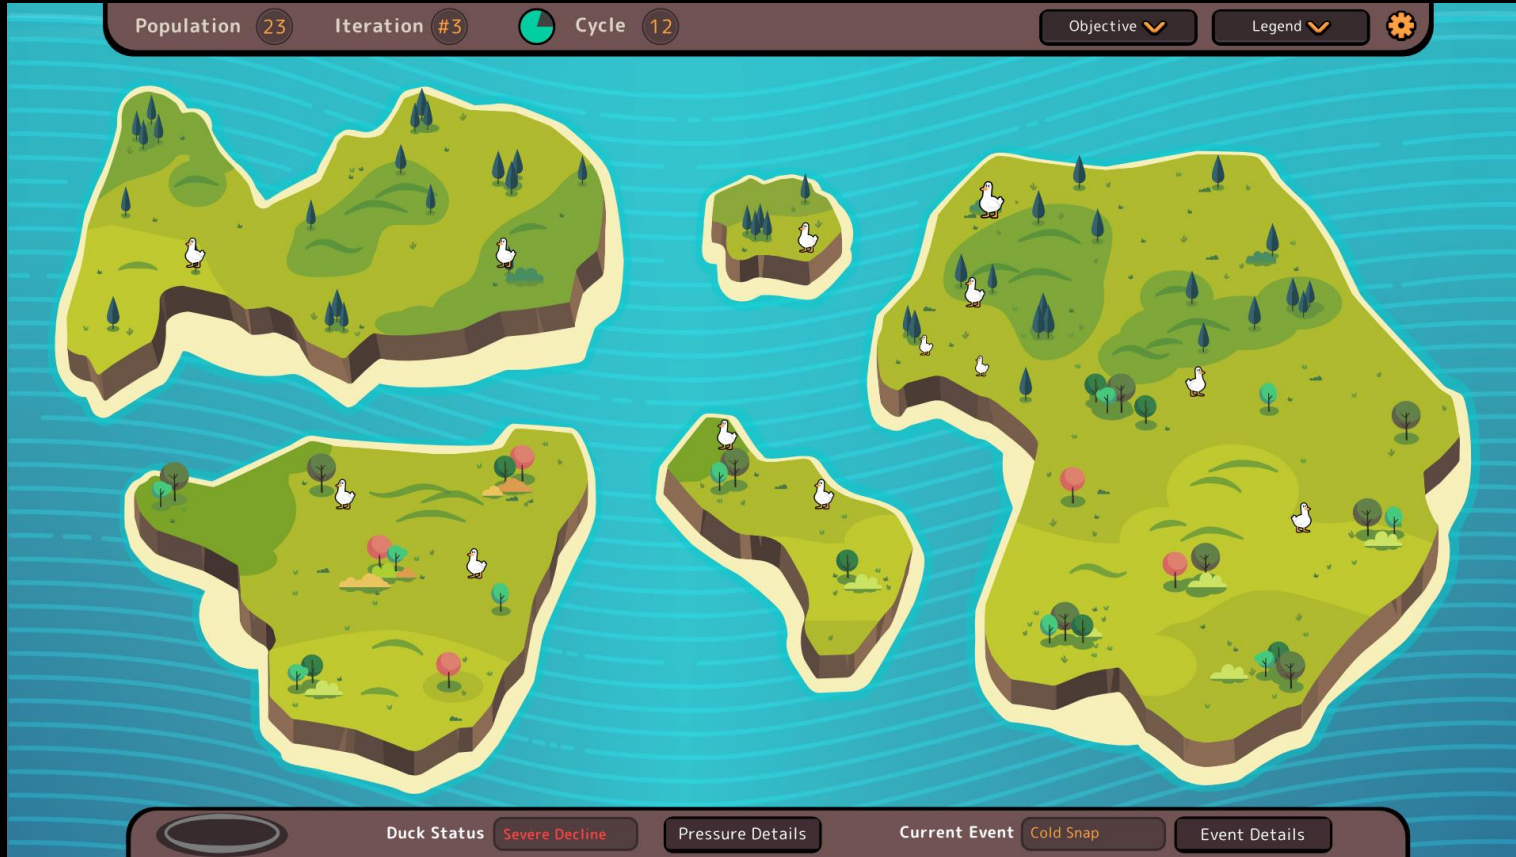 Population 23 Iteration #3 Cycle 12 Objective Legend
Duck Status Severe Decline Pressure Details Current Event Cold Snap Event Details